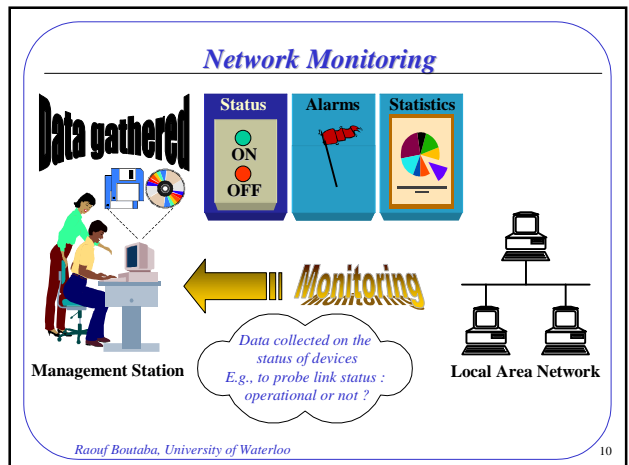 Network Monitoring
Data gathered
Status
ON
OFF
Alarms
Statistics
Monitoring
Data collected on the
status of devices
E.g., to probe link status :
operational or not ?
Management Station
Local Area Network
Raouf Boutaba, University of Waterloo
10